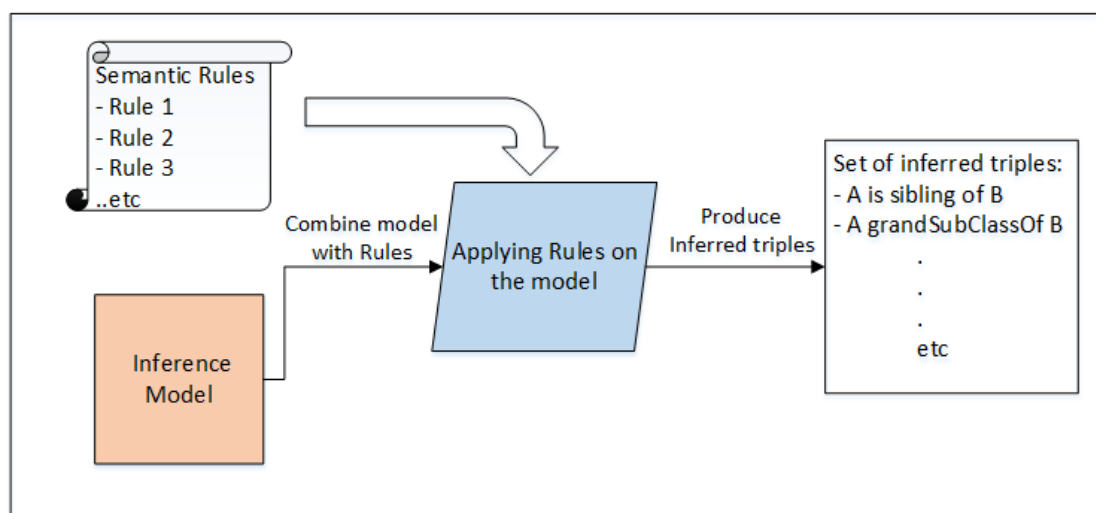 Semantic Rules
- Rule 1
- Rule 2
- Rule 3
..etc
Combine model
with Rules
Inference
Model
Applying Rules on
the model
Produce
Inferred triples
Set of inferred triples:
- A is sibling of B
- A grandSubClassOf B
.
.
.
etc